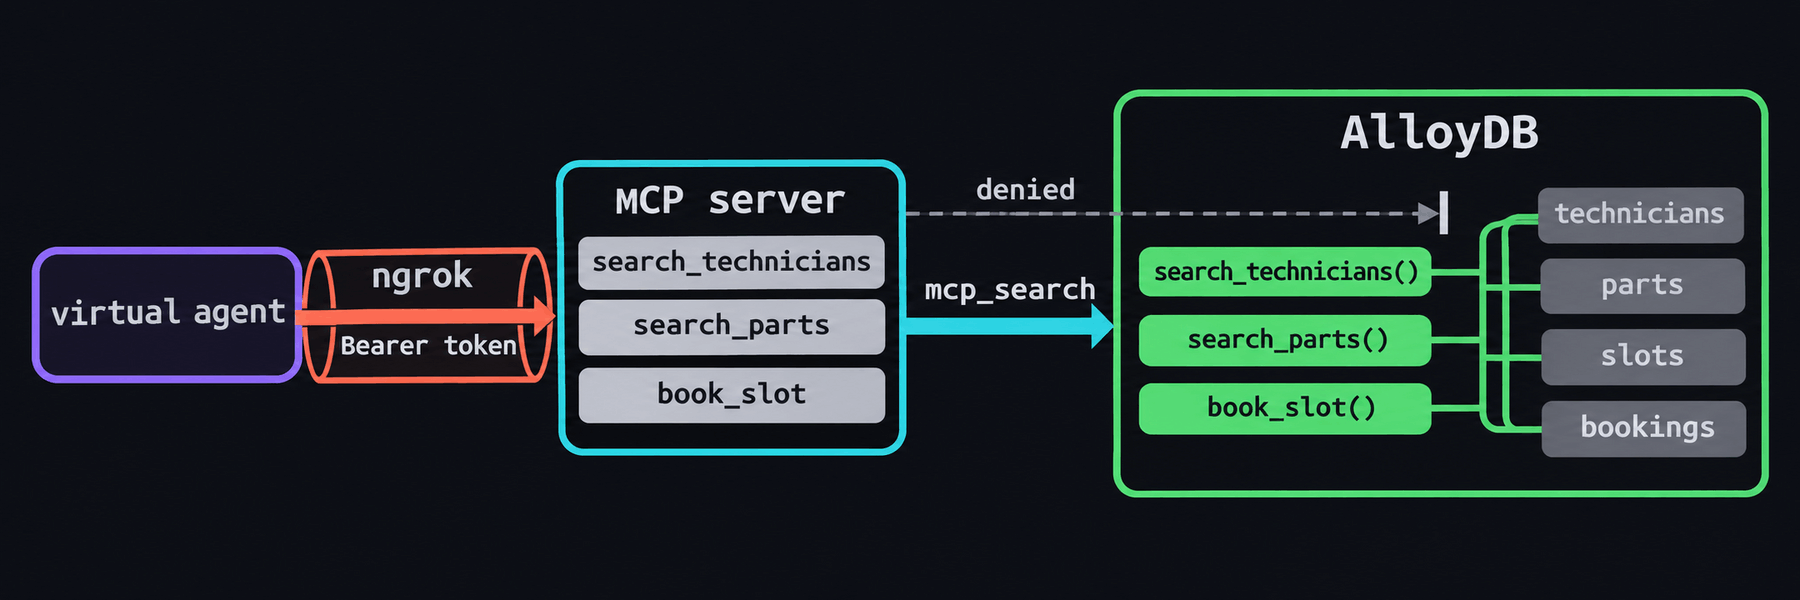 virtual agent
ngrok
Bearer token
MCP server
search_technicians
search_parts
book_slot
denied
mcp_search
AlloyDB
search_technicians()
search_parts()
book_slot()
technicians
parts
slots
bookings